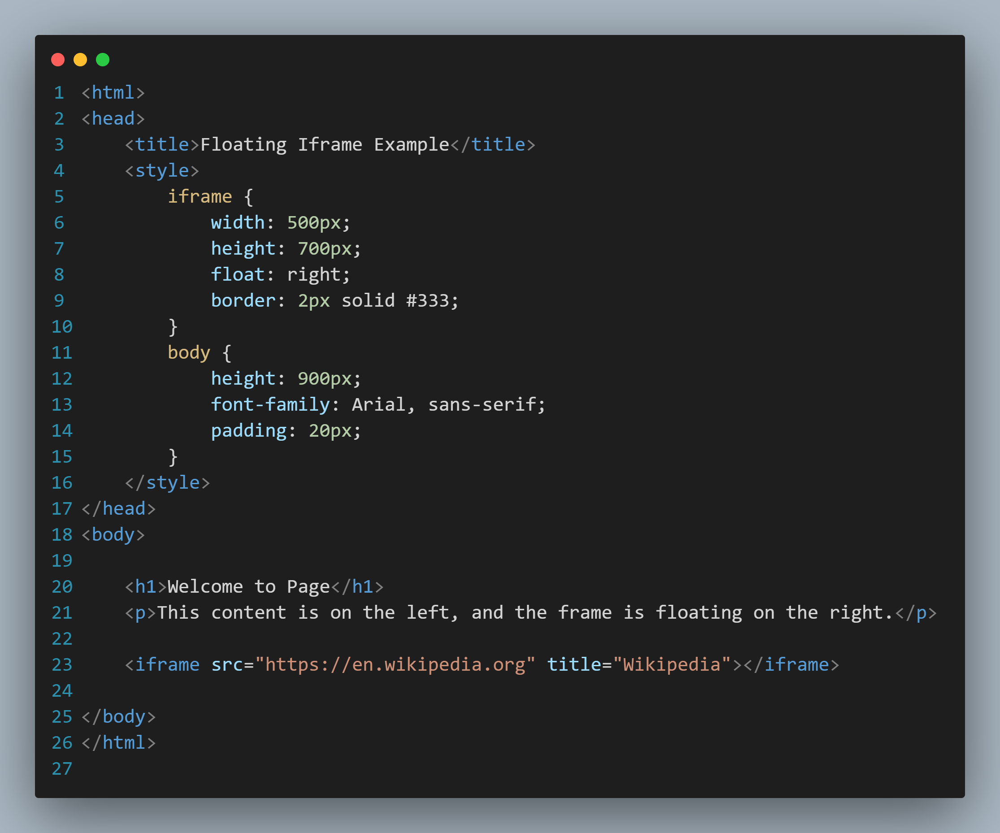 1 <html>
2 <head>
3     <title>Floating Iframe Example</title>
4     <style>
5         iframe {
6             width: 500px;
7             height: 700px;
8             float: right;
9             border: 2px solid #333;
10         }
11         body {
12             height: 900px;
13             font-family: Arial, sans-serif;
14             padding: 20px;
15         }
16     </style>
17 </head>
18 <body>
19
20     <h1>Welcome to Page</h1>
21     <p>This content is on the left, and the frame is floating on the right.</p>
22
23     <iframe src="https://en.wikipedia.org" title="Wikipedia"></iframe>
24
25 </body>
26 </html>
27